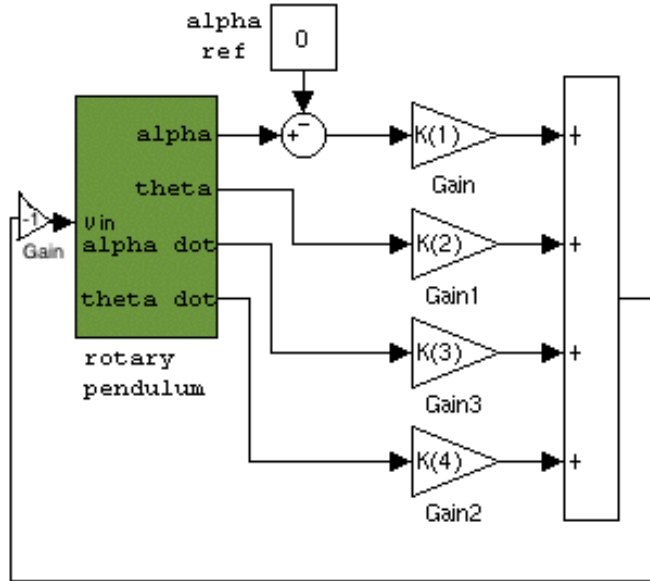 alpha
ref
0
alpha
+
−
K(1)
+
Gain
theta
K(2)
+
Gain1
-1
Gain
Vin
alpha dot
K(3)
+
Gain3
theta dot
K(4)
+
Gain2
rotary
pendulum